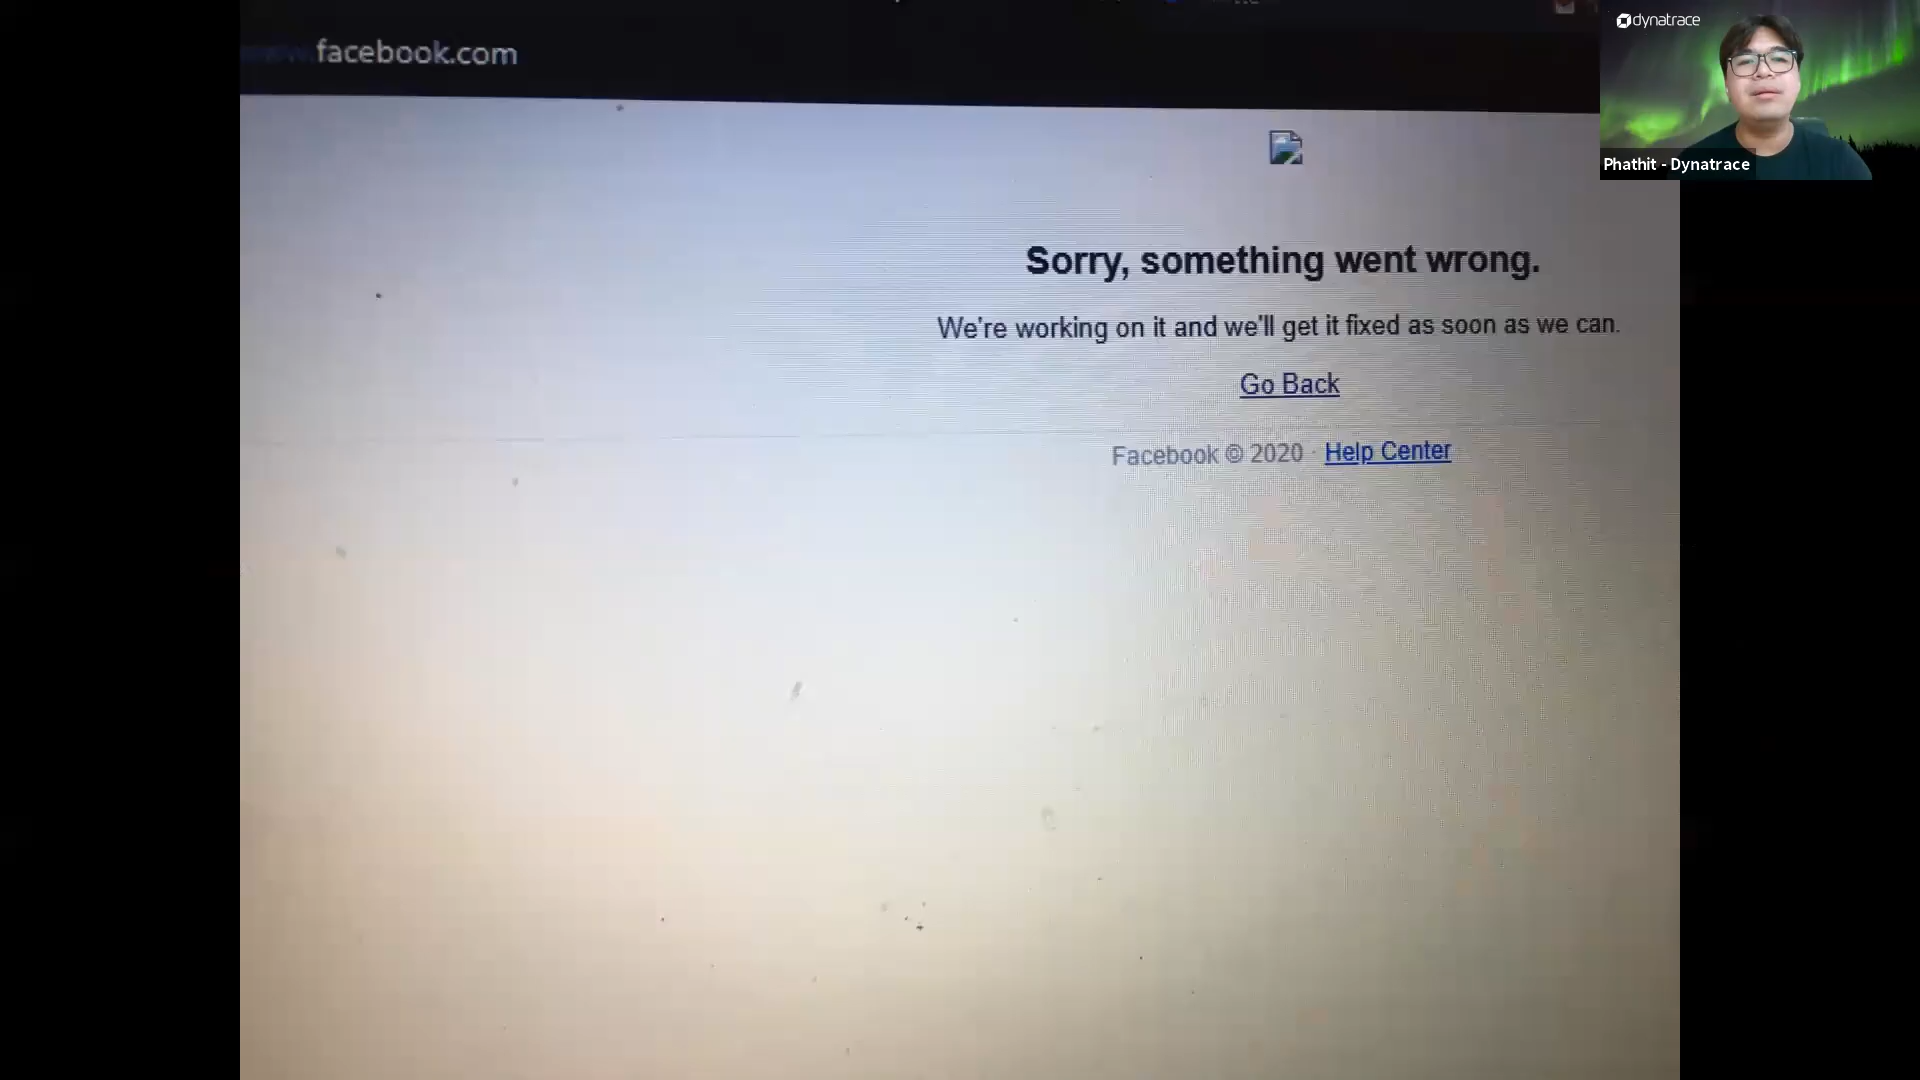 www.facebook.com
Sorry, something went wrong.
We're working on it and we'll get it fixed as soon as we can.
Go Back
Facebook © 2020 · Help Center
dynatrace
Phathit - Dynatrace